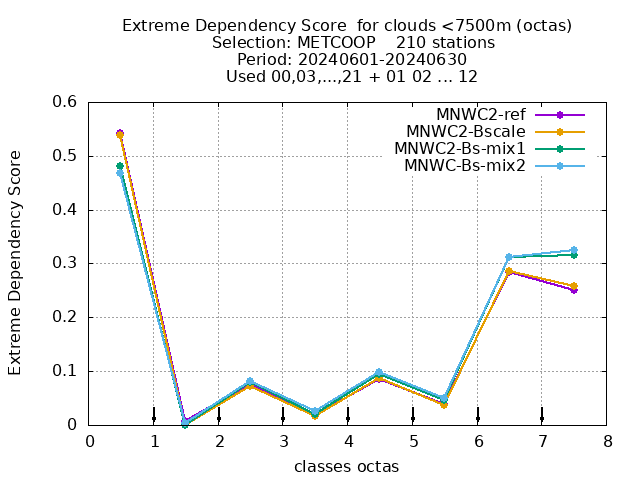 Extreme Dependency Score  for clouds <7500m (octas)
Selection: METCOOP    210 stations
Period: 20240601-20240630
Used 00,03,...,21 + 01 02 ... 12
MNWC2-ref
MNWC2-Bscale
MNWC2-Bs-mix1
MNWC-Bs-mix2
Extreme Dependency Score
0.6
0.5
0.4
0.3
0.2
0.1
0
0 1 2 3 4 5 6 7 8
classes octas